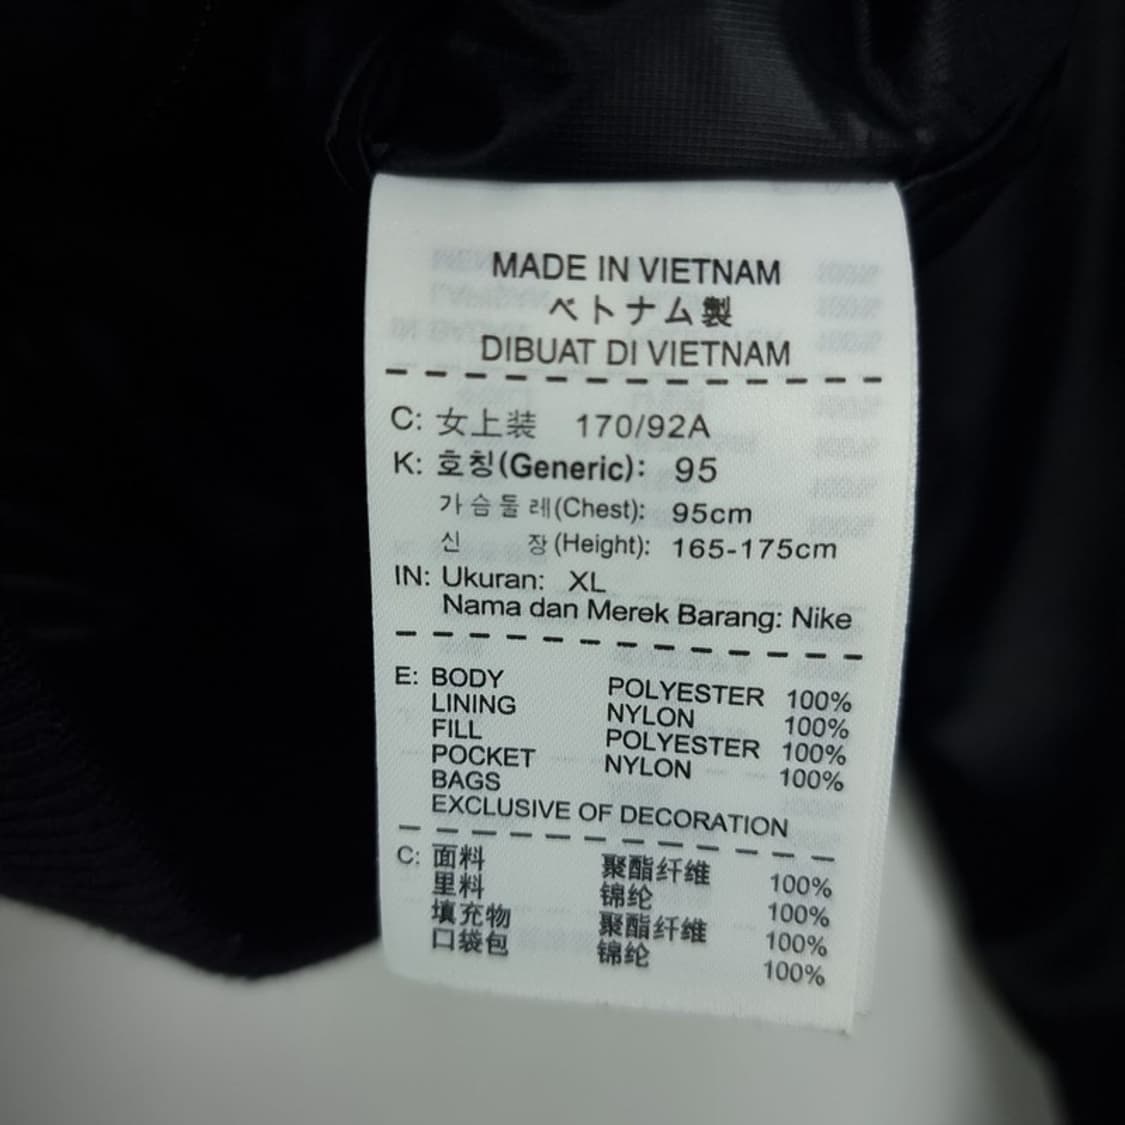 MADE IN VIETNAM
ベトナム製
DIBUAT DI VIETNAM
C: 女上装 170/92A
K: 호칭(Generic): 95
가슴둘레(Chest): 95cm
신 장(Height): 165-175cm
IN: Ukuran: XL
Nama dan Merek Barang: Nike
E: BODY POLYESTER 100%
LINING NYLON 100%
FILL POLYESTER 100%
POCKET NYLON 100%
BAGS
EXCLUSIVE OF DECORATION
C: 面料 聚酯纤维 100%
里料 锦纶 100%
填充物 聚酯纤维 100%
口袋包 锦纶 100%